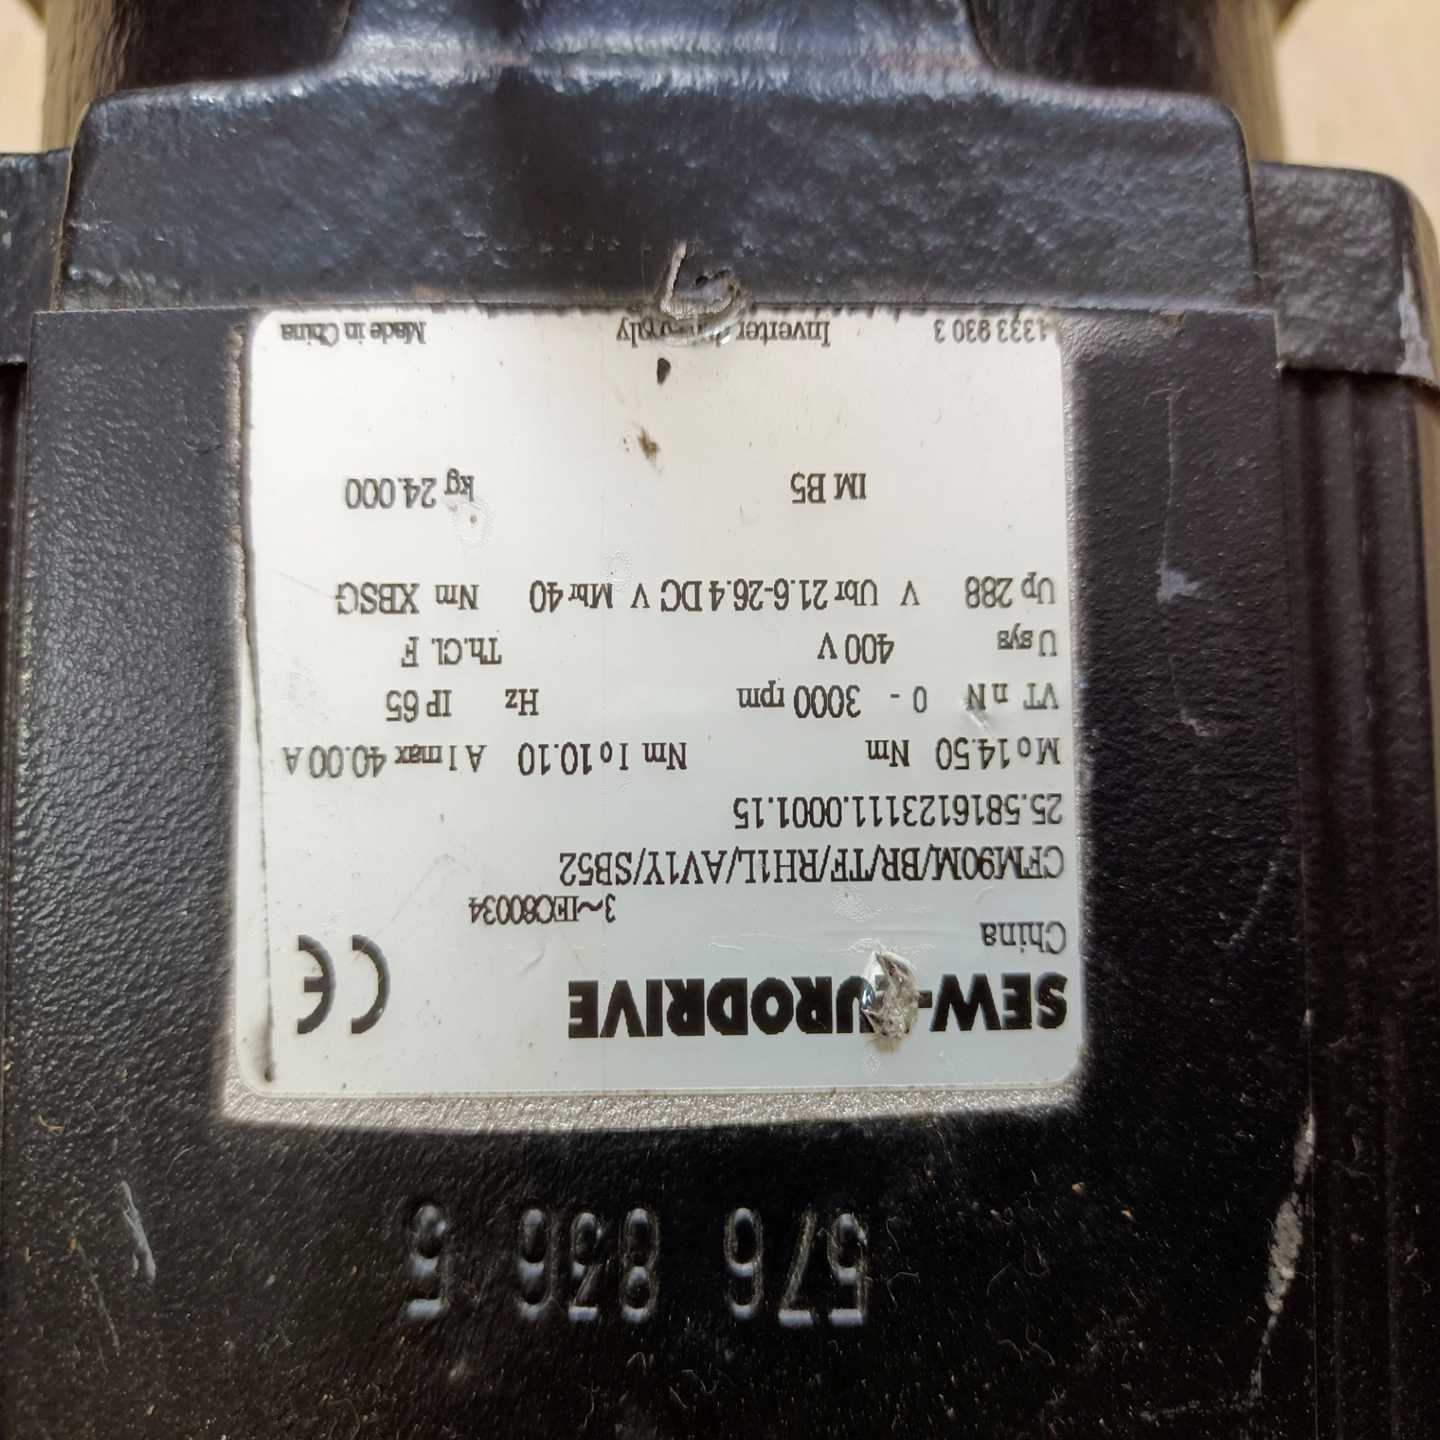 576 836 5
SEW-EURODRIVE CE
China
3~IEC60034
CFM90M/BR/TF/RH1L/AV1Y/SB52
25.5816123111.0001.15
Mo 14.50 Nm Nm Io 10.10 A Imax 40.00 A
VT nN 0 - 3000 rpm Hz IP 65
U sys 400 V Th.Cl. F
Up 288 V Ubr 21.6-26.4 DC V Mbr 40 Nm XBSG
IM B5 kg 24.000
1333 930 3 Inverter Made in China